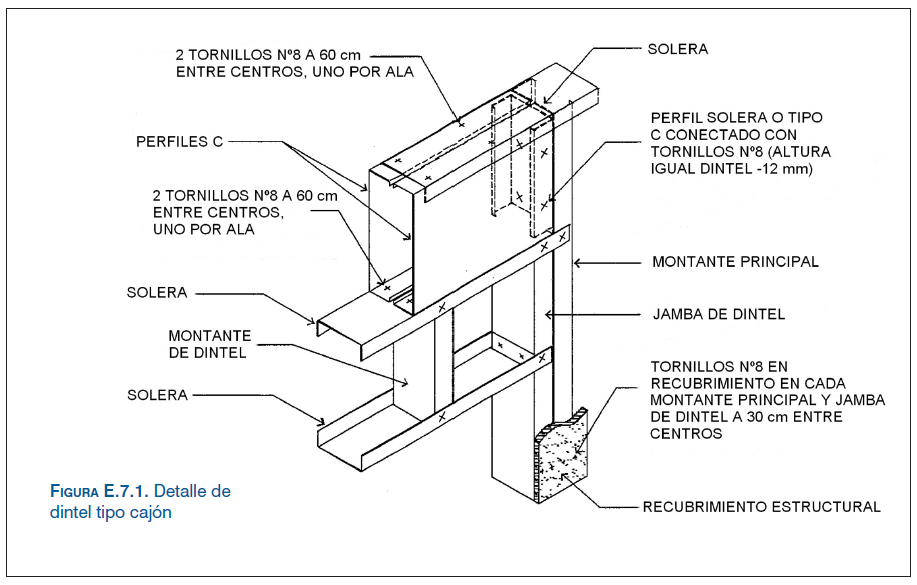 2 TORNILLOS Nº8 A 60 cm
ENTRE CENTROS, UNO POR ALA
SOLERA
PERFIL SOLERA O TIPO
C CONECTADO CON
TORNILLOS Nº8 (ALTURA
IGUAL DINTEL -12 mm)
PERFILES C
2 TORNILLOS Nº8 A 60 cm
ENTRE CENTROS,
UNO POR ALA
MONTANTE PRINCIPAL
SOLERA
JAMBA DE DINTEL
MONTANTE
DE DINTEL
TORNILLOS Nº8 EN
RECUBRIMIENTO EN CADA
MONTANTE PRINCIPAL Y JAMBA
DE DINTEL A 30 cm ENTRE
CENTROS
SOLERA
RECUBRIMIENTO ESTRUCTURAL
FIGURA E.7.1. Detalle de
dintel tipo cajón